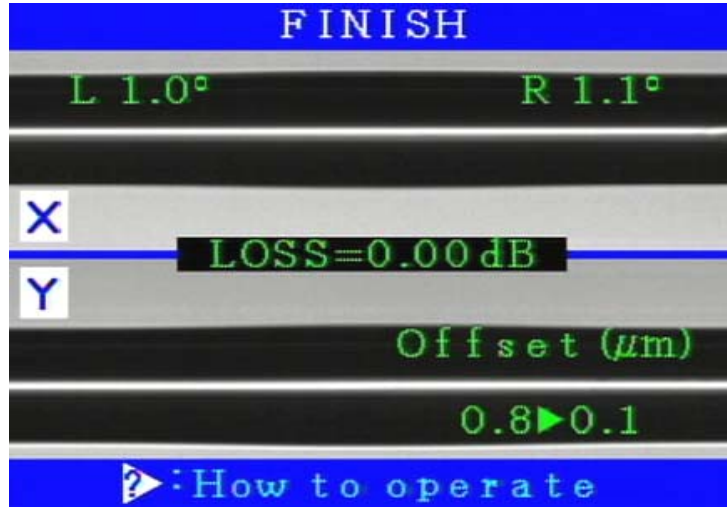 FINISH
L 1.0° R 1.1°
X
LOSS=0.00dB
Y
Offset (μm)
0.8▶0.1
?:How to operate